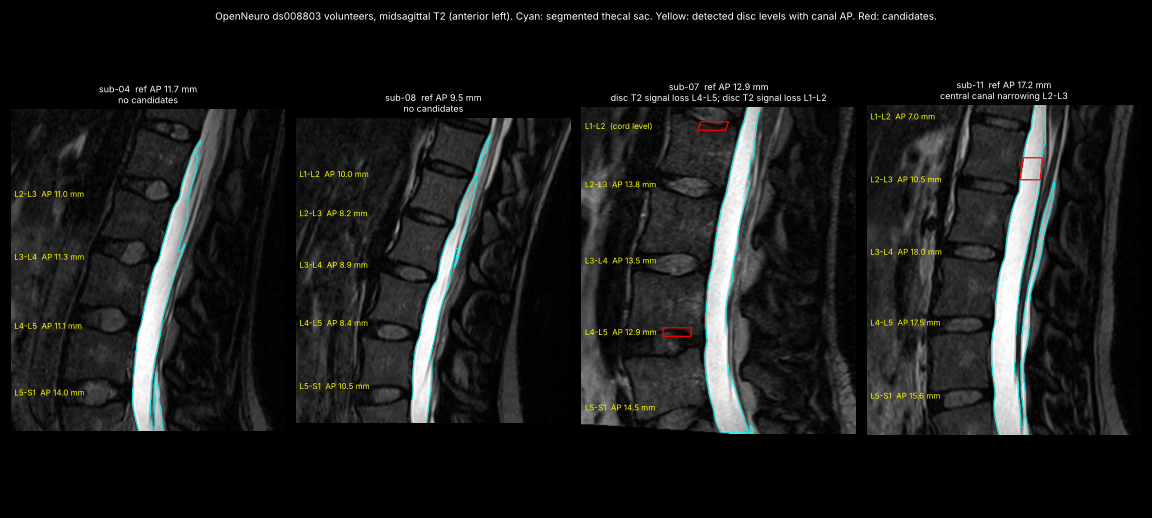 OpenNeuro ds008803 volunteers, midsagittal T2 (anterior left). Cyan: segmented thecal sac. Yellow: detected disc levels with canal AP. Red: candidates.
sub-04 ref AP 11.7 mm
no candidates
L2-L3 AP 11.0 mm
L3-L4 AP 11.3 mm
L4-L5 AP 11.1 mm
L5-S1 AP 14.0 mm
sub-08 ref AP 9.5 mm
no candidates
L1-L2 AP 10.0 mm
L2-L3 AP 8.2 mm
L3-L4 AP 8.9 mm
L4-L5 AP 8.4 mm
L5-S1 AP 10.5 mm
sub-07 ref AP 12.9 mm
disc T2 signal loss L4-L5; disc T2 signal loss L1-L2
L1-L2 (cord level)
L2-L3 AP 13.8 mm
L3-L4 AP 13.5 mm
L4-L5 AP 12.9 mm
L5-S1 AP 14.5 mm
sub-11 ref AP 17.2 mm
central canal narrowing L2-L3
L1-L2 AP 7.0 mm
L2-L3 AP 10.5 mm
L3-L4 AP 18.0 mm
L4-L5 AP 17.5 mm
L5-S1 AP 15.6 mm